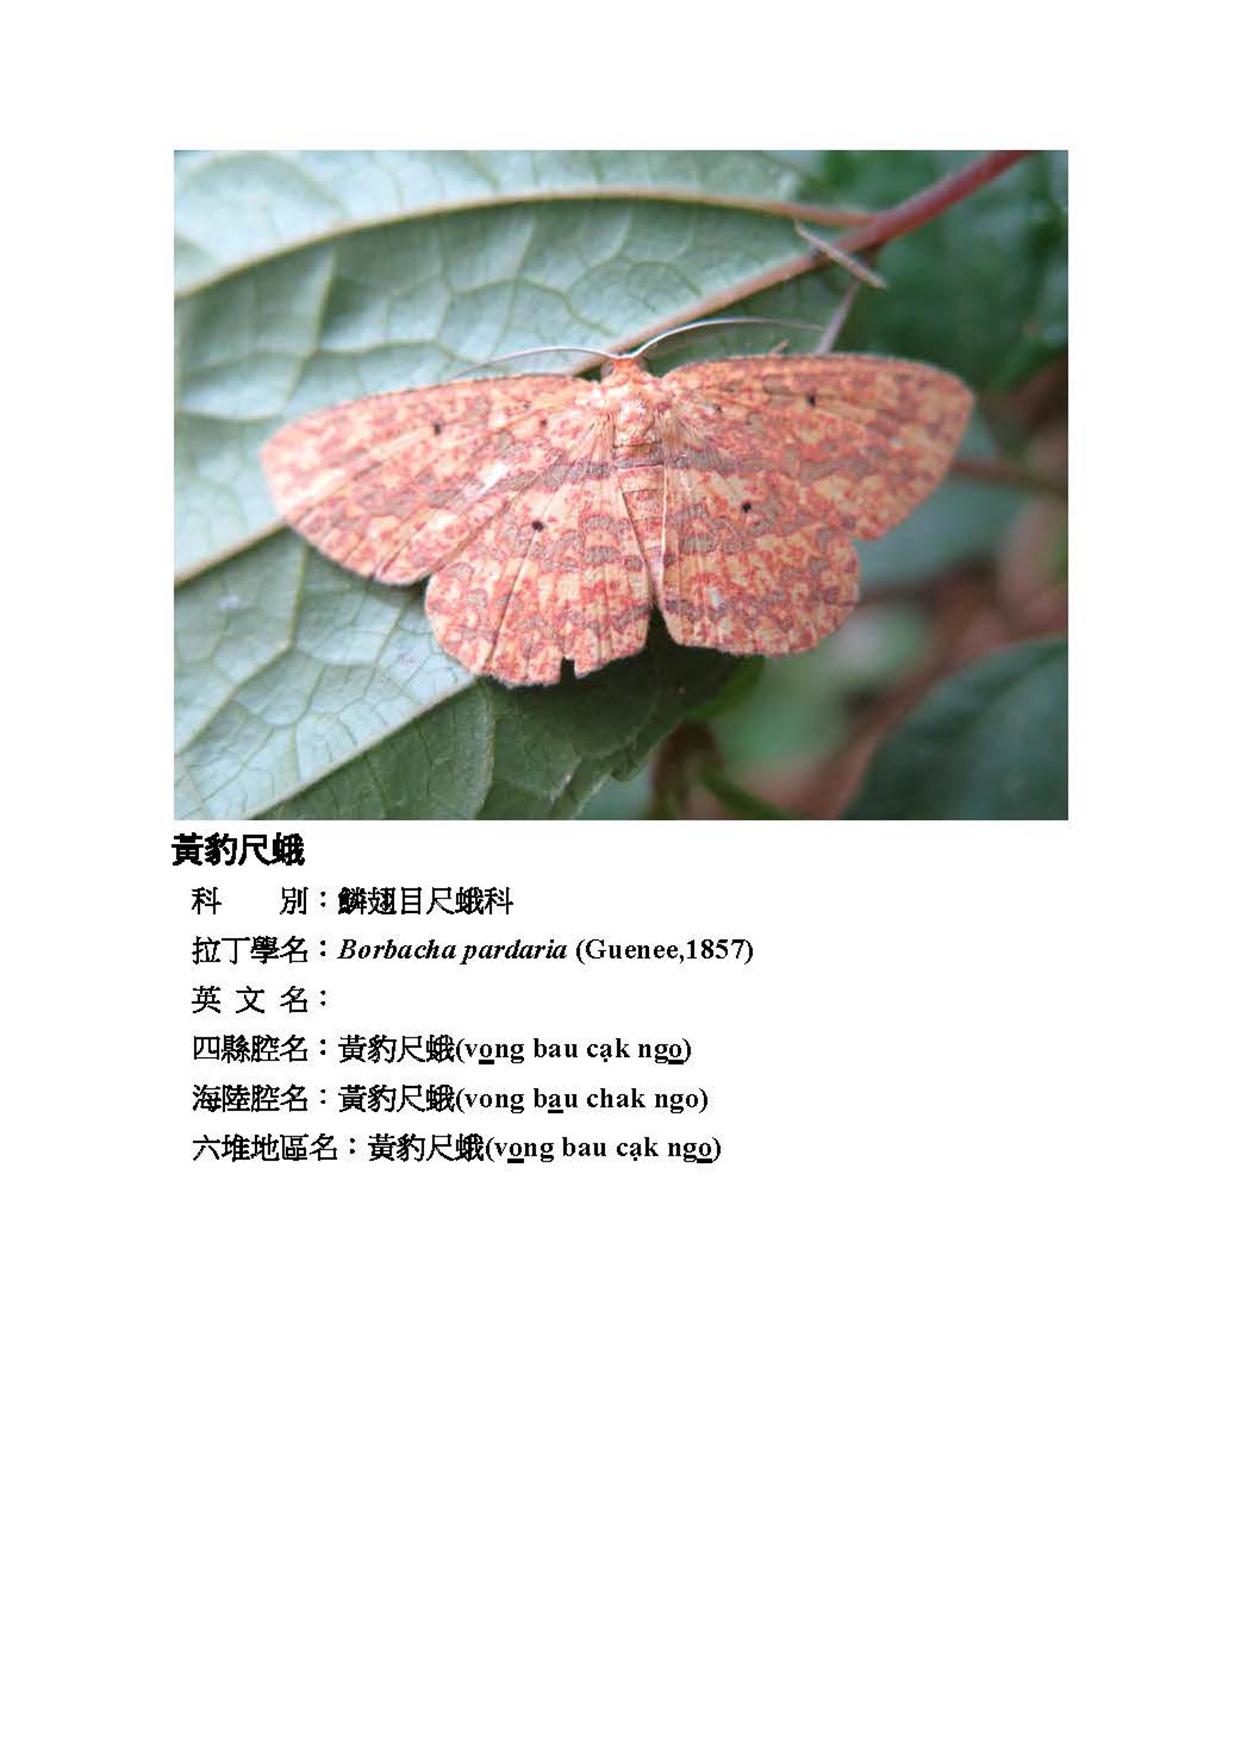 黃豹尺蛾
科　　別：鱗翅目尺蛾科
拉丁學名：Borbacha pardaria (Guenee,1857)
英 文 名：
四縣腔名：黃豹尺蛾(vo̲ng bau cạk ngo̲)
海陸腔名：黃豹尺蛾(vong ba̲u chak ngo)
六堆地區名：黃豹尺蛾(vo̲ng bau cạk ngo̲)